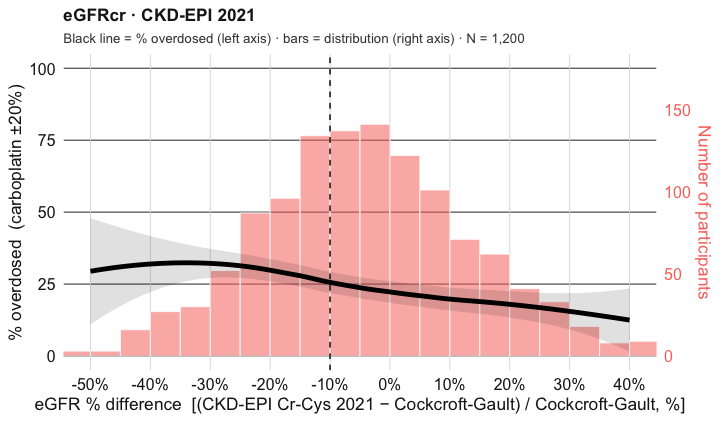 eGFRcr · CKD-EPI 2021
Black line = % overdosed (left axis) · bars = distribution (right axis) · N = 1,200
% overdosed (carboplatin ±20%)
100
75
50
25
0
150
100
50
0
Number of participants
-50% -40% -30% -20% -10% 0% 10% 20% 30% 40%
eGFR % difference [(CKD-EPI Cr-Cys 2021 − Cockcroft-Gault) / Cockcroft-Gault, %]